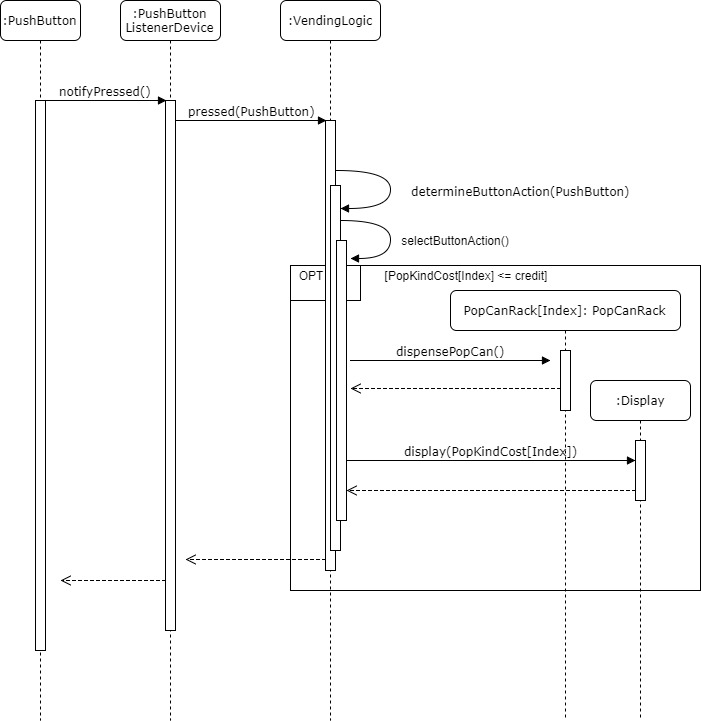 :PushButton
:PushButton
ListenerDevice
:VendingLogic
notifyPressed()
pressed(PushButton)
determineButtonAction(PushButton)
selectButtonAction()
OPT
[PopKindCost[Index] <= credit]
PopCanRack[Index]: PopCanRack
dispensePopCan()
:Display
display(PopKindCost[Index])